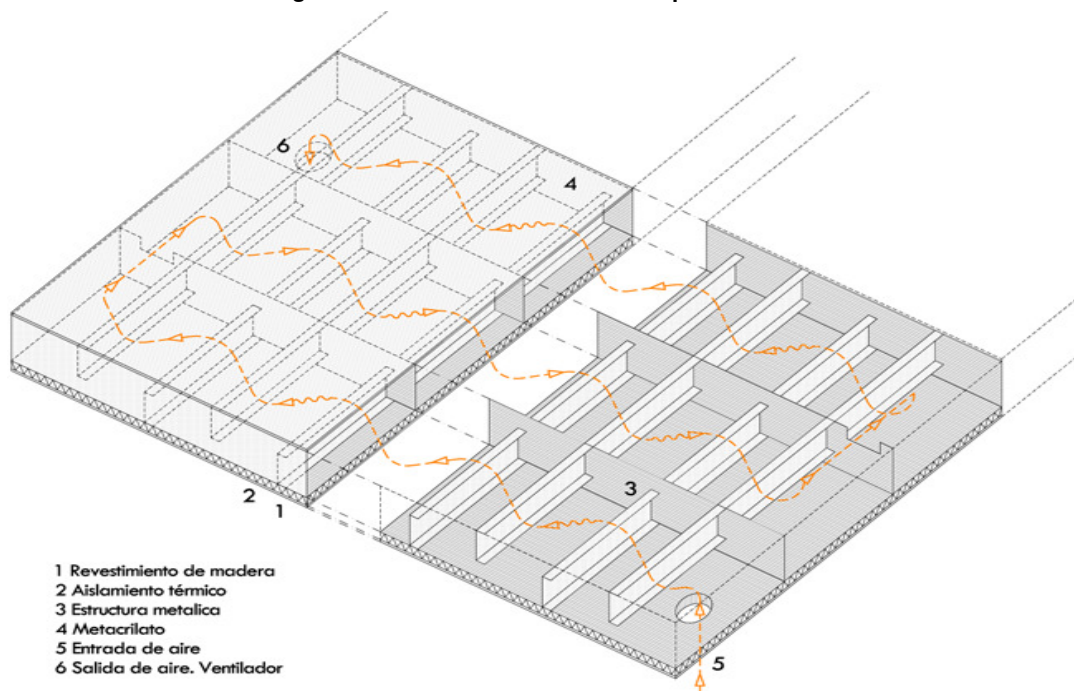 6
4
3
2
1
5
1 Revestimiento de madera
2 Aislamiento térmico
3 Estructura metalica
4 Metacrilato
5 Entrada de aire
6 Salida de aire. Ventilador